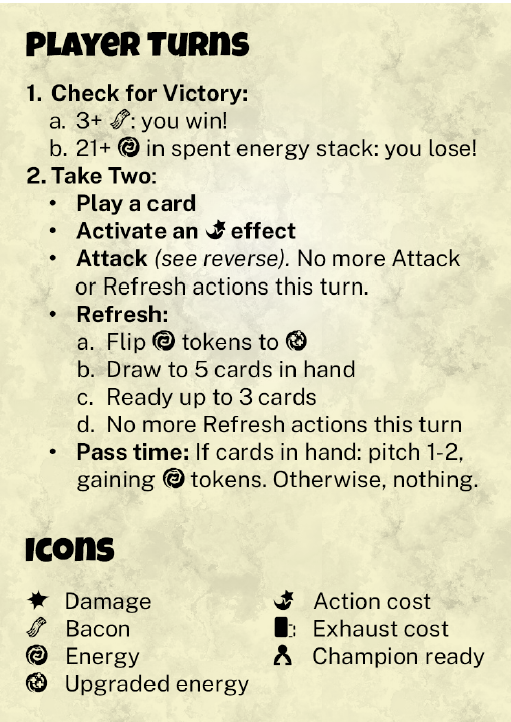 Player Turns
1. Check for Victory:
a. 3+ : you win!
b. 21+ in spent energy stack: you lose!
2. Take Two:
• Play a card
• Activate an effect
• Attack (see reverse). No more Attack
or Refresh actions this turn.
• Refresh:
a. Flip tokens to
b. Draw to 5 cards in hand
c. Ready up to 3 cards
d. No more Refresh actions this turn
• Pass time: If cards in hand: pitch 1-2,
gaining tokens. Otherwise, nothing.
Icons
Damage
Bacon
Energy
Upgraded energy
Action cost
Exhaust cost
Champion ready